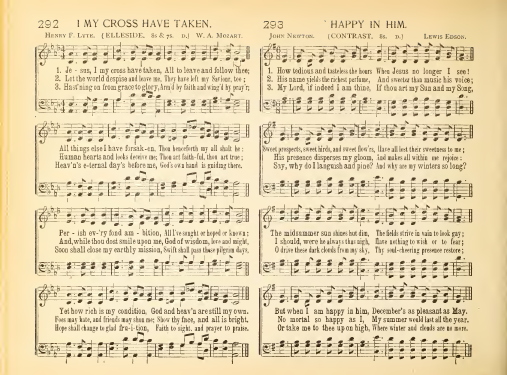 292 I MY CROSS HAVE TAKEN.
HENRY F. LYTE. (ELLESDIE. 8s & 7s. D.) W. A. MOZART.
1. Je - sus, I my cross have taken, All to leave and follow thee;
2. Let the world despise and leave me, They have left my Saviour, too;
3. Hast'ning on from grace to glory, Arm'd by faith and wing'd by pray'r;
All things else I have forsak - en, Thou henceforth my all shalt be:
Human hearts and looks deceive me; Thou art faithful, thou art true;
Heav'n's e-ternal day's before me, God's own hand is guiding there.
Per - ish ev-'ry fond am - bition, All I've sought or hoped or known;
And, while thou dost smile upon me, God of wisdom, love and might,
Soon shall close my earthly mission, Swift shall pass these pilgrim days,
Yet how rich is my condition, God and heav'n are still my own.
Foes may hate, and friends may shun me; Show thy face, and all is bright.
Hope shall change to glad fru-i-tion, Faith to sight, and prayer to praise.
293 HAPPY IN HIM.
JOHN NEWTON. (CONTRAST. 8s. D.) LEWIS EDSON.
1. How tedious and tasteless the hours When Jesus no longer I see!
2. His name yields the richest perfume, And sweeter than music his voice;
3. My Lord, if indeed I am thine, If thou art my Sun and my Song,
Sweet prospects, sweet birds, and sweet flow'rs, Have all lost their sweetness to me;
His presence disperses my gloom, And makes all within me rejoice:
Say, why do I languish and pine? And why are my winters so long?
The midsummer sun shines but dim, The fields strive in vain to look gay;
I should, were he always thus nigh, Have nothing to wish or to fear;
O drive these dark clouds from my sky, Thy soul-cheering presence restore;
But when I am happy in him, December's as pleasant as May.
No mortal so happy as I, My summer would last all the year.
Or take me to thee up on high, Where winter and clouds are no more.